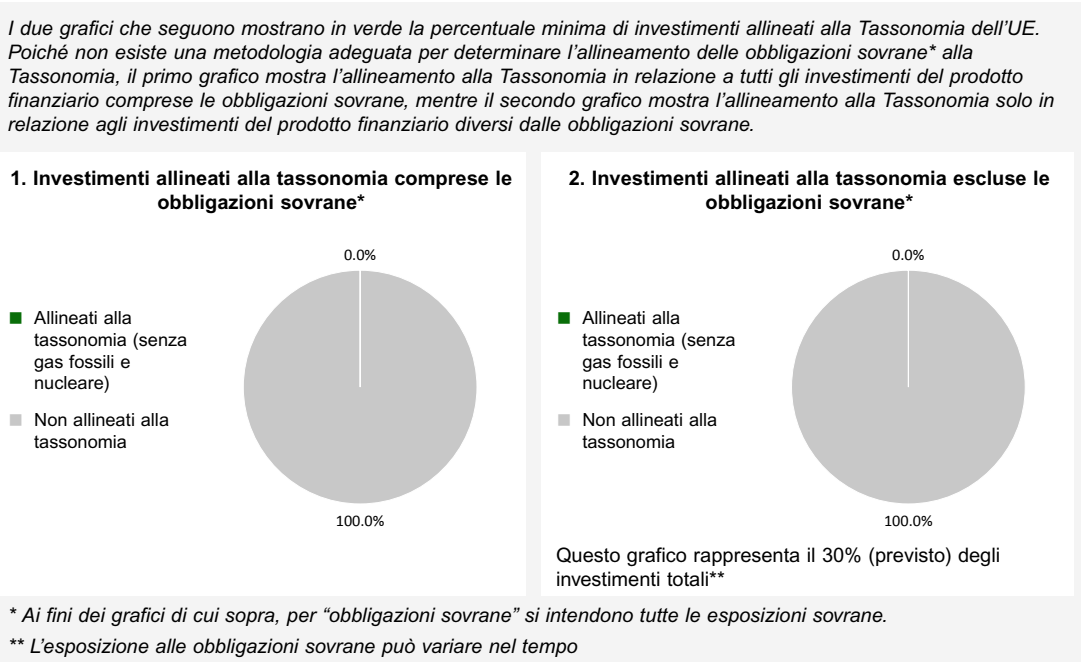 I due grafici che seguono mostrano in verde la percentuale minima di investimenti allineati alla Tassonomia dell'UE.
Poiché non esiste una metodologia adeguata per determinare l'allineamento delle obbligazioni sovrane* alla
Tassonomia, il primo grafico mostra l'allineamento alla Tassonomia in relazione a tutti gli investimenti del prodotto
finanziario comprese le obbligazioni sovrane, mentre il secondo grafico mostra l'allineamento alla Tassonomia solo in
relazione agli investimenti del prodotto finanziario diversi dalle obbligazioni sovrane.
1. Investimenti allineati alla tassonomia comprese le
obbligazioni sovrane*
0.0%
Allineati alla
tassonomia (senza
gas fossili e
nucleare)
Non allineati alla
tassonomia
100.0%
2. Investimenti allineati alla tassonomia escluse le
obbligazioni sovrane*
0.0%
Allineati alla
tassonomia (senza
gas fossili e
nucleare)
Non allineati alla
tassonomia
100.0%
Questo grafico rappresenta il 30% (previsto) degli
investimenti totali**
* Ai fini dei grafici di cui sopra, per “obbligazioni sovrane” si intendono tutte le esposizioni sovrane.
** L'esposizione alle obbligazioni sovrane può variare nel tempo